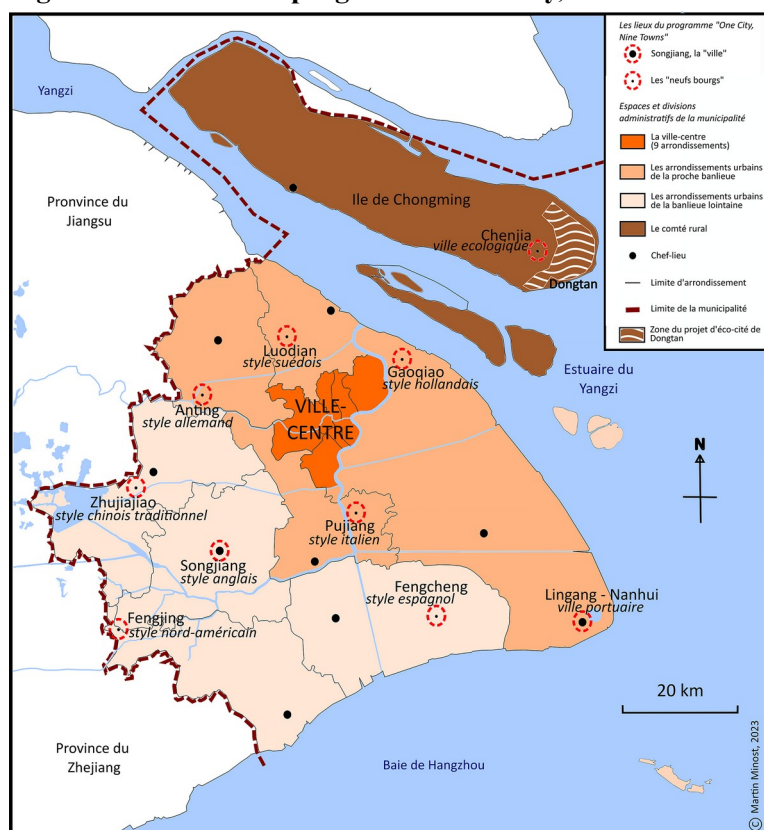 Yangzi
Pronvince du
Jiangsu
Ile de Chongming
Chenjia
ville ecologique
Dongtan
Luodian
style suédois
Gaoqiao
style hollandais
Estuaire du
Yangzi
Anting
style allemand
VILLE-
CENTRE
Zhujiajiao
style chinois traditionnel
Pujiang
style italien
Songjiang
style anglais
Fengcheng
style espagnol
Lingang - Nanhui
ville portuaire
Fengjing
style nord-américain
Province du
Zhejiang
Baie de Hangzhou
N
20 km
Les lieux du programme "One City,
Nine Towns"
Songjiang, la "ville"
Les "neufs bourgs"
Espaces et divisions
administratifs de la municipalité
La ville-centre
(9 arrondissements)
Les arrondissements urbains
de la proche banlieue
Les arrondissements urbains
de la banlieue lointaine
Le comté rural
Chef-lieu
Limite d'arrondissement
Limite de la municipalité
Zone du projet d'éco-cité de
Dongtan
© Martin Minost, 2023